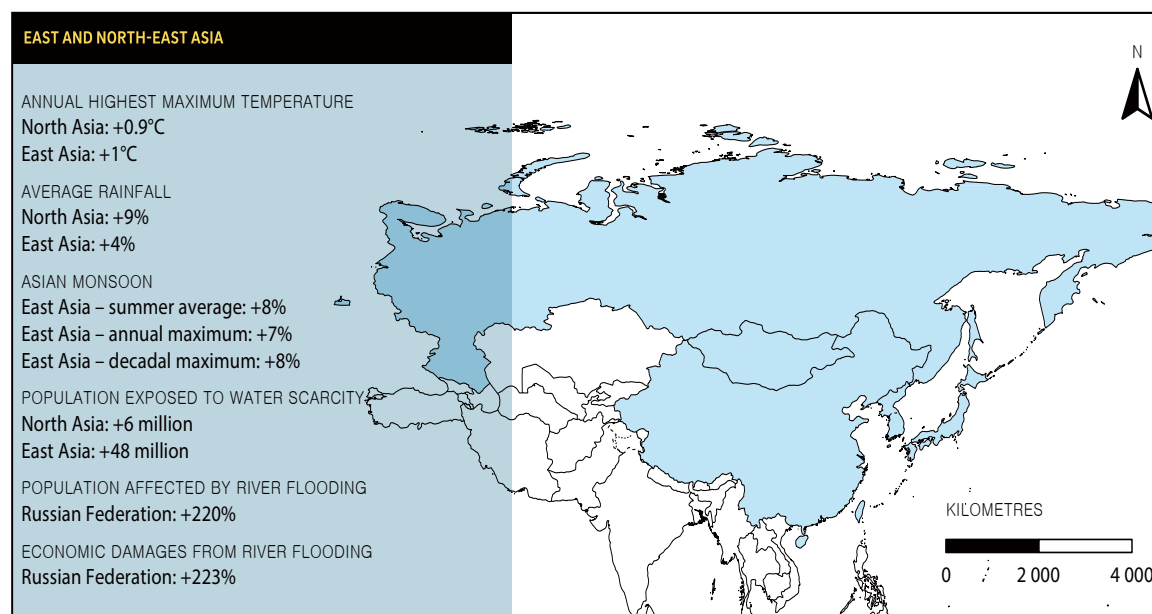 EAST AND NORTH-EAST ASIA
ANNUAL HIGHEST MAXIMUM TEMPERATURE
North Asia: +0.9°C
East Asia: +1°C
AVERAGE RAINFALL
North Asia: +9%
East Asia: +4%
ASIAN MONSOON
East Asia – summer average: +8%
East Asia – annual maximum: +7%
East Asia – decadal maximum: +8%
POPULATION EXPOSED TO WATER SCARCITY
North Asia: +6 million
East Asia: +48 million
POPULATION AFFECTED BY RIVER FLOODING
Russian Federation: +220%
ECONOMIC DAMAGES FROM RIVER FLOODING
Russian Federation: +223%
N
KILOMETRES
0 2 000 4 000